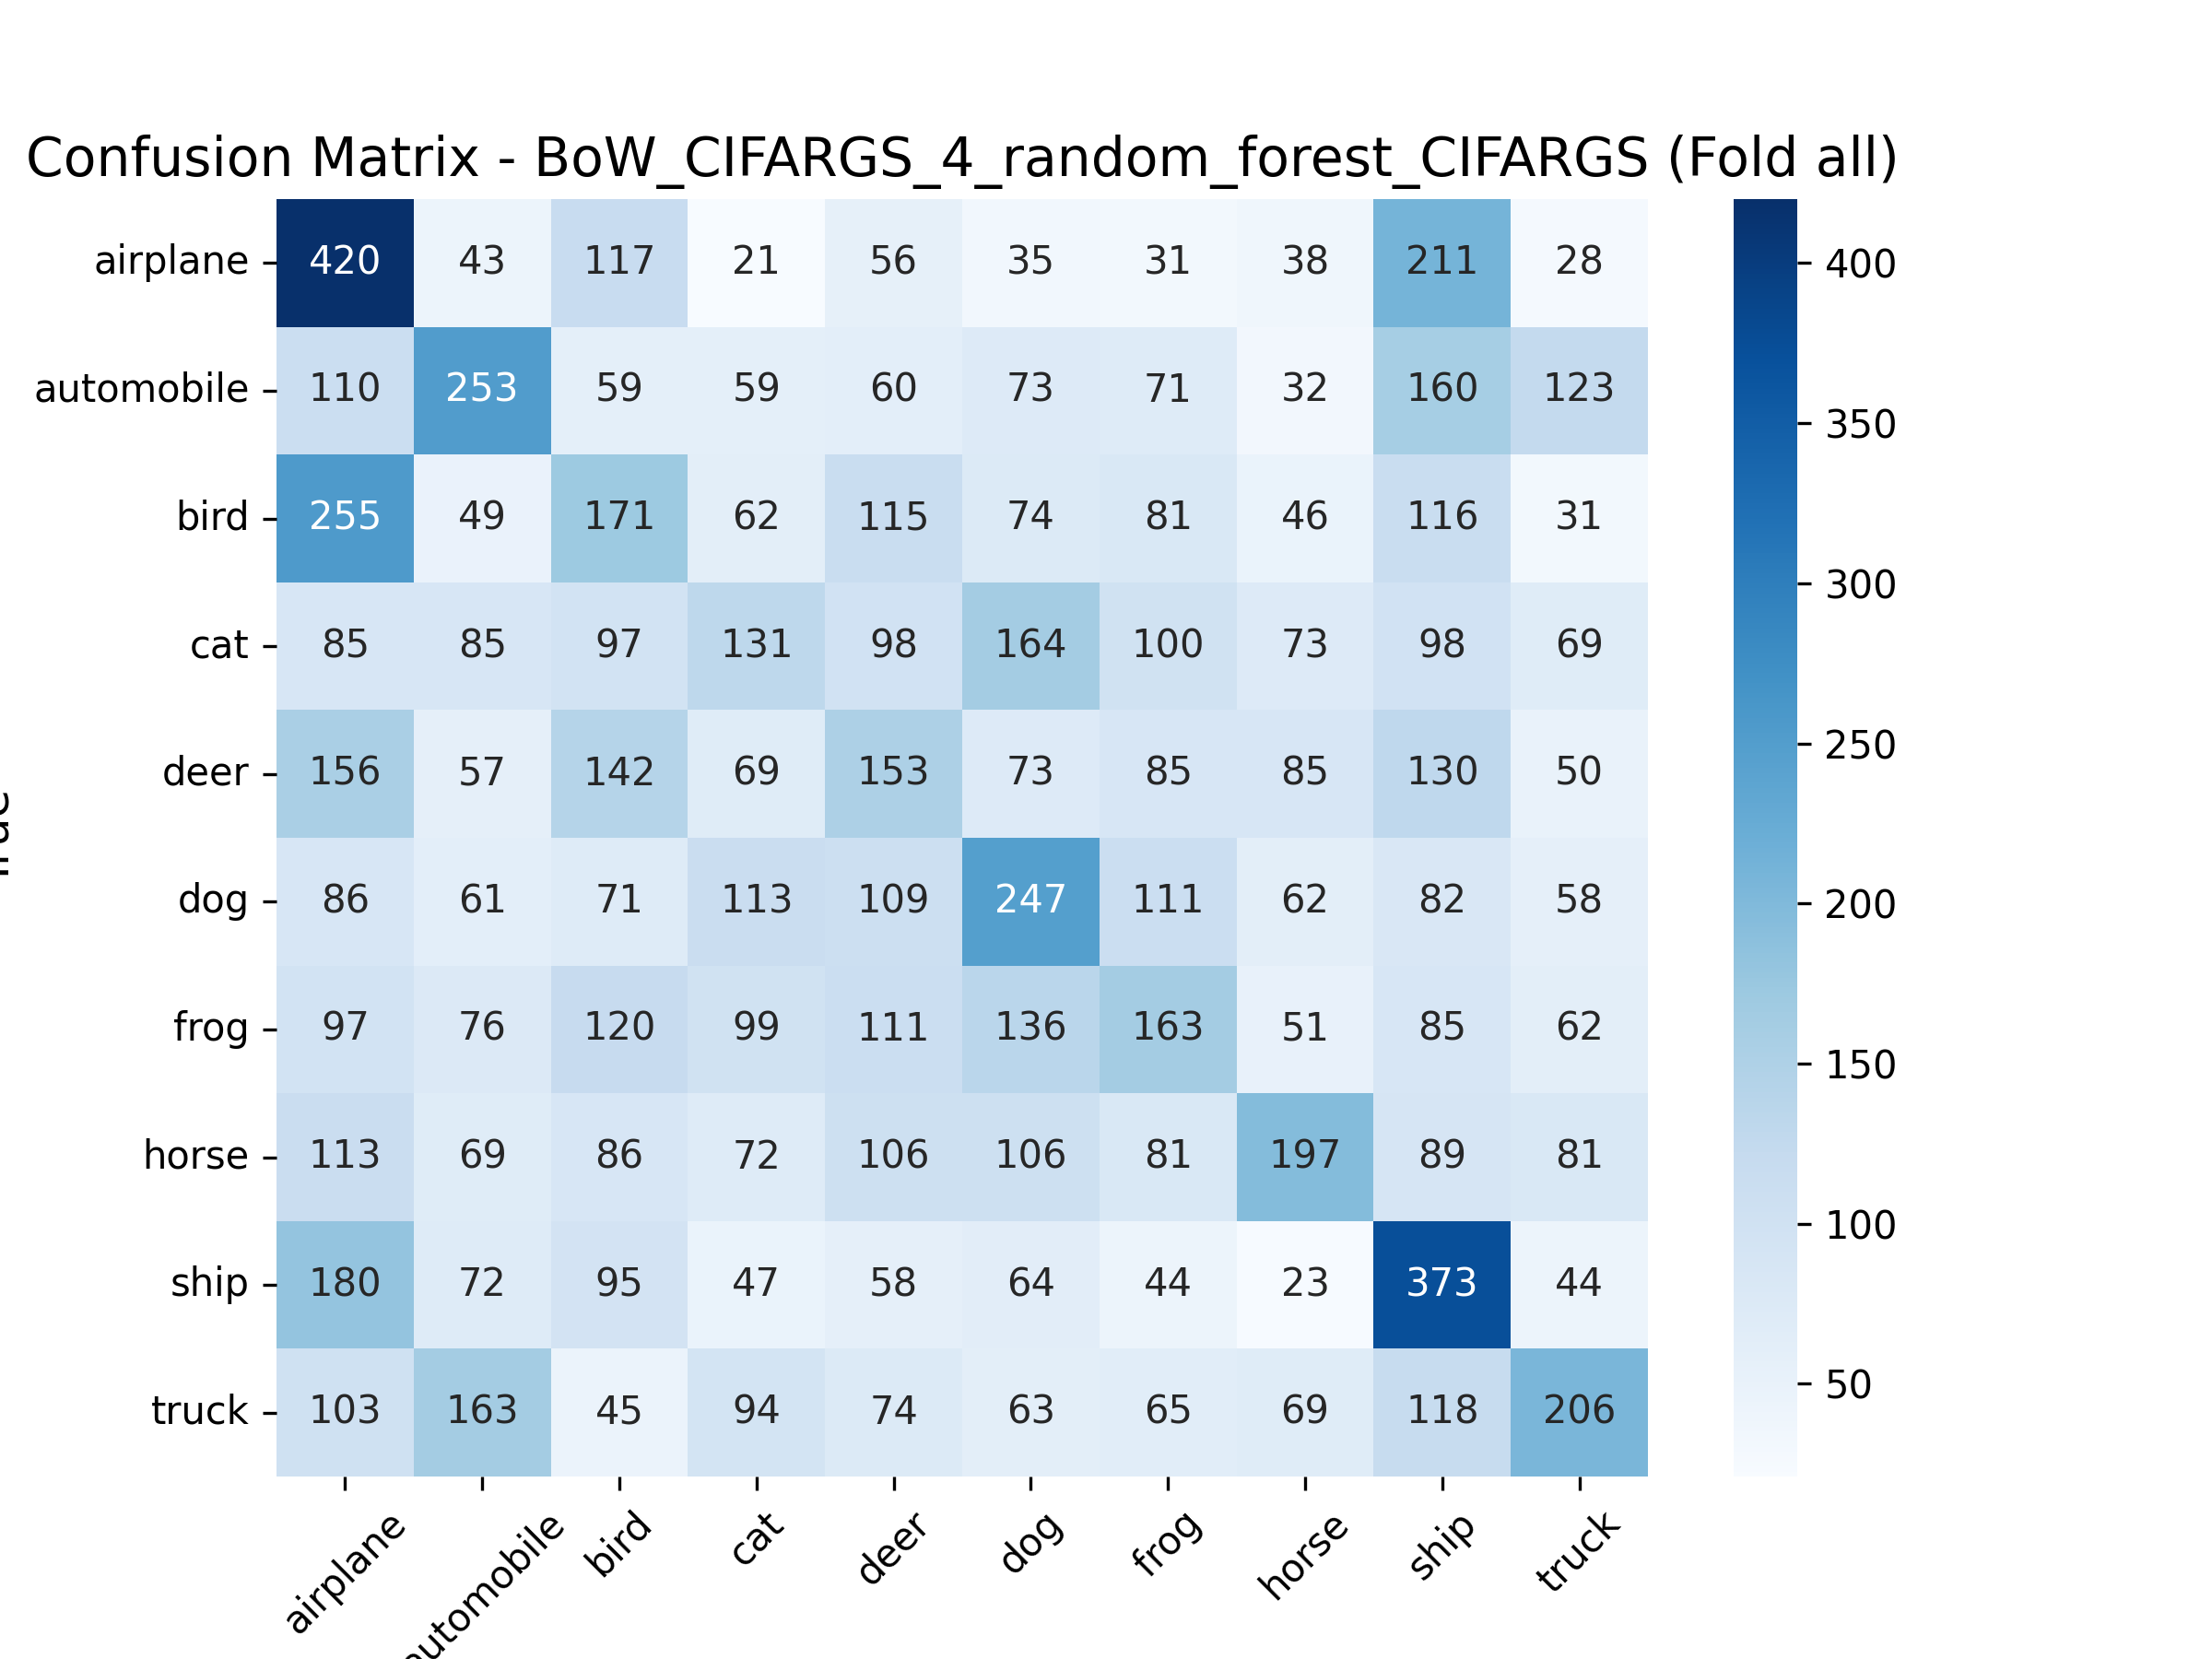 Confusion Matrix - BoW_CIFARGS_4_random_forest_CIFARGS (Fold all)
airplane 420 43 117 21 56 35 31 38 211 28
automobile 110 253 59 59 60 73 71 32 160 123
bird 255 49 171 62 115 74 81 46 116 31
cat 85 85 97 131 98 164 100 73 98 69
deer 156 57 142 69 153 73 85 85 130 50
dog 86 61 71 113 109 247 111 62 82 58
frog 97 76 120 99 111 136 163 51 85 62
horse 113 69 86 72 106 106 81 197 89 81
ship 180 72 95 47 58 64 44 23 373 44
truck 103 163 45 94 74 63 65 69 118 206
airplane automobile bird cat deer dog frog horse ship truck
400
350
300
250
200
150
100
50